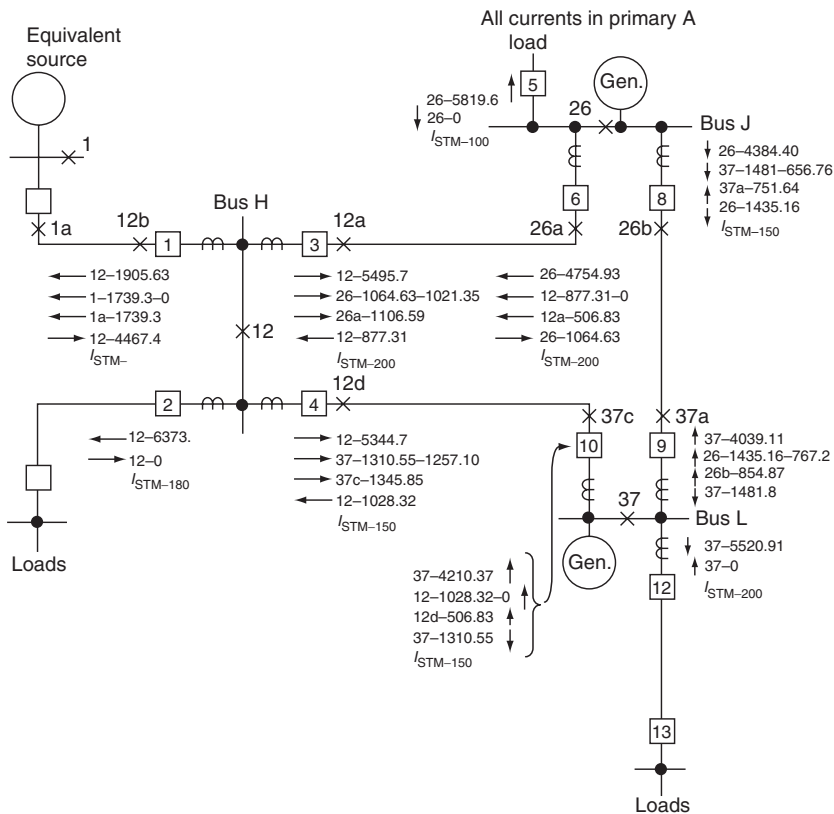 All currents in primary A
Equivalent
source
load
5
Gen.
26–5819.6
26–0
I_STM–100
26
Bus J
1
26–4384.40
37–1481–656.76
37a–751.64
26–1435.16
I_STM–150
6
8
Bus H
1a
12b
1
3
12a
26a
26b
12–1905.63
1–1739.3–0
1a–1739.3
12–4467.4
I_STM–
12–5495.7
26–1064.63–1021.35
26a–1106.59
12–877.31
I_STM–200
26–4754.93
12–877.31–0
12a–506.83
26–1064.63
I_STM–200
12
2
4
12d
37c
37a
12–6373.
12–0
I_STM–180
12–5344.7
37–1310.55–1257.10
37c–1345.85
12–1028.32
I_STM–150
10
9
37–4039.11
26–1435.16–767.2
26b–854.87
37–1481.8
37
Bus L
Loads
Gen.
37–5520.91
37–0
I_STM–200
12
37–4210.37
12–1028.32–0
12d–506.83
37–1310.55
I_STM–150
13
Loads